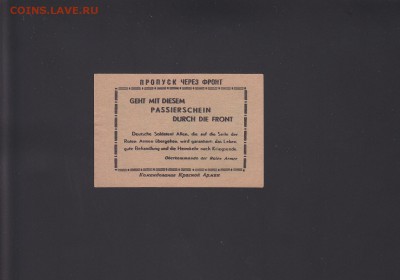 COINS.LAVE.RU
ПРОПУСК ЧЕРЕЗ ФРОНТ
GEHT MIT DIESEM
PASSIERSCHEIN
DURCH DIE FRONT
Deutsche Soldaten! Allen, die auf die Seite der
Roten Armee übergehen, wird garantiert: das Leben,
gute Behandlung und die Heimkehr nach Kriegsende.
Oberkommando der Roten Armee
Командование Красной Армии